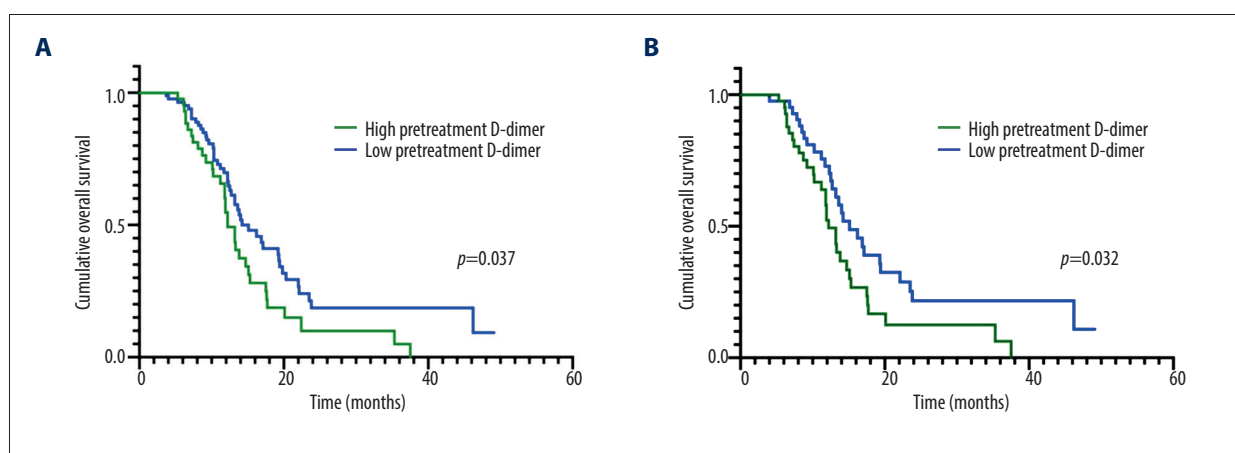 A
1.0
0.5
0.0
Cumulative overall survival
High pretreatment D-dimer
Low pretreatment D-dimer
p=0.037
0 20 40 60
Time (months)
B
1.0
0.5
0.0
Cumulative overall survival
High pretreatment D-dimer
Low pretreatment D-dimer
p=0.032
0 20 40 60
Time (months)